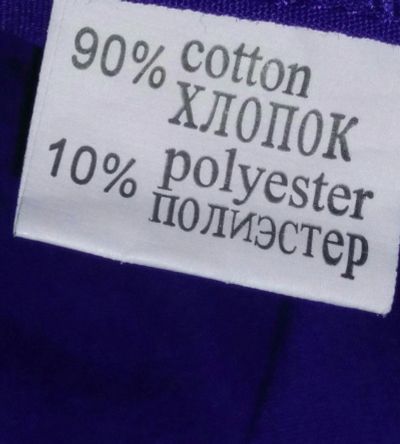 90% cotton
ХЛОПОК
10% polyester
полиэстер